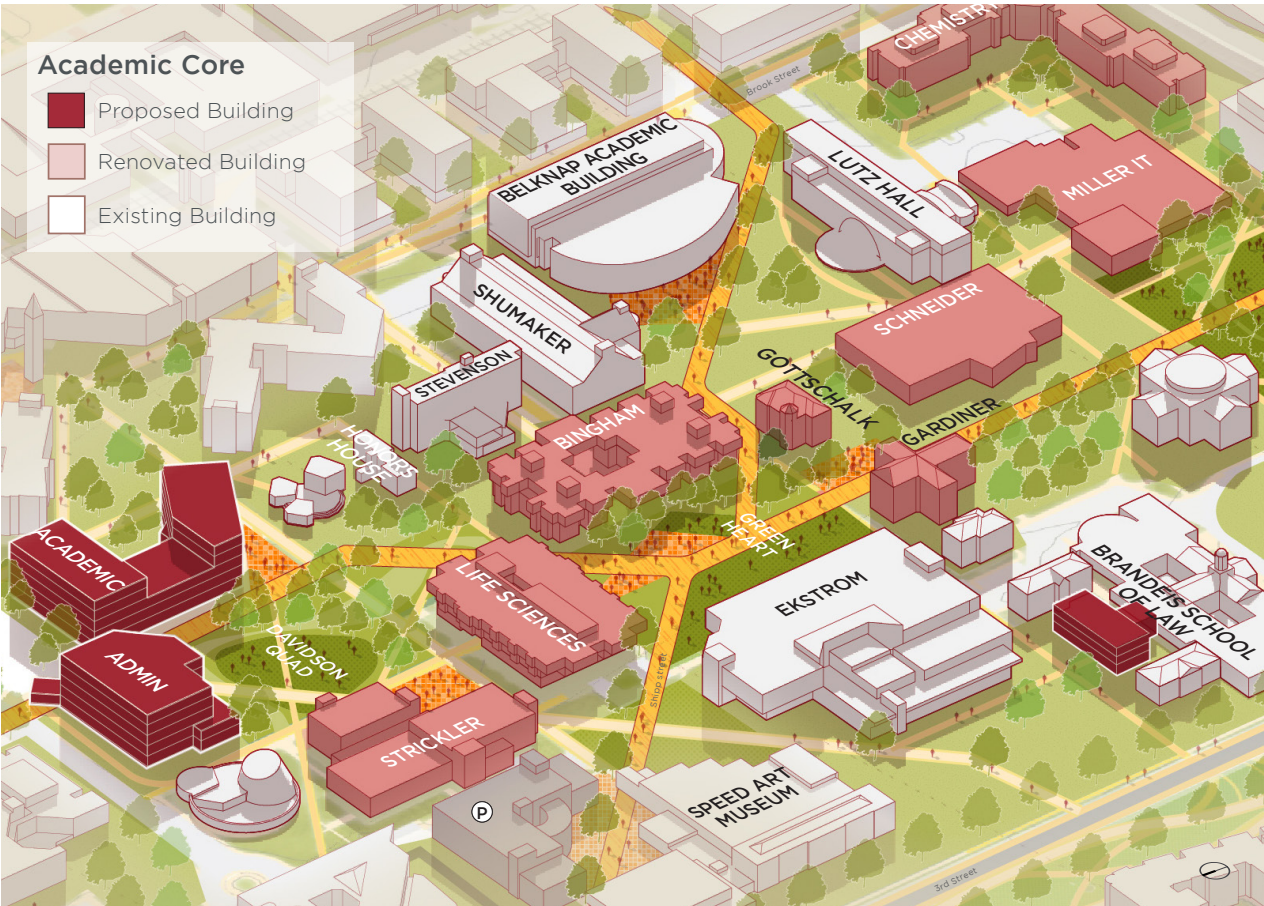 Academic Core
Proposed Building
Renovated Building
Existing Building
CHEMISTRY
Brook Street
BELKNAP ACADEMIC
BUILDING
LUTZ HALL
MILLER IT
SHUMAKER
SCHNEIDER
STEVENSON
GOTTSCHALK
BINGHAM
GARDINER
HONORS
HOUSE
GREEN
HEART
ACADEMIC
LIFE SCIENCES
EKSTROM
BRANDEIS SCHOOL
OF LAW
ADMIN
DAVIDSON
QUAD
Shipp street
STRICKLER
SPEED ART
MUSEUM
P
3rd Street